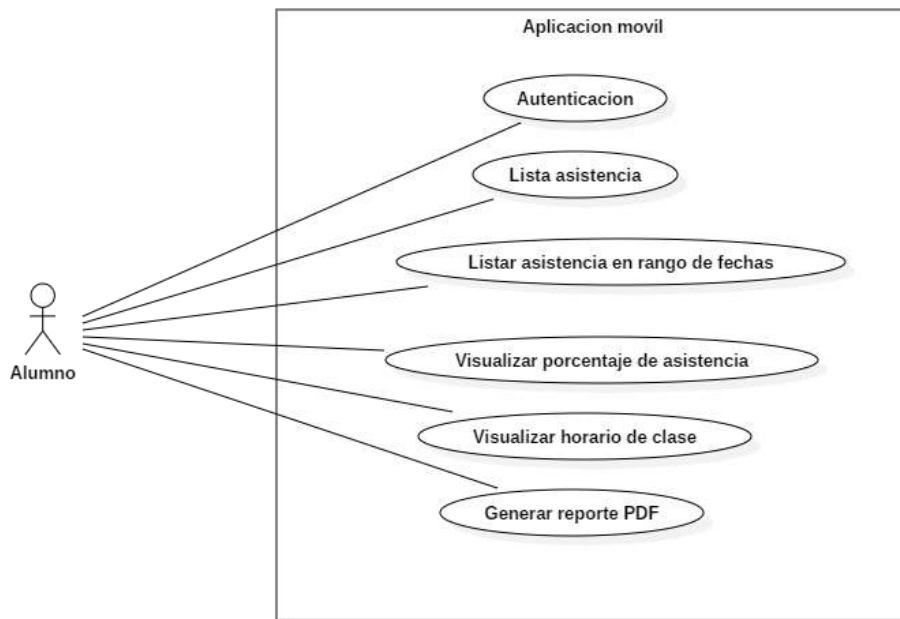 Aplicacion movil
Autenticacion
Lista asistencia
Listar asistencia en rango de fechas
Alumno
Visualizar porcentaje de asistencia
Visualizar horario de clase
Generar reporte PDF